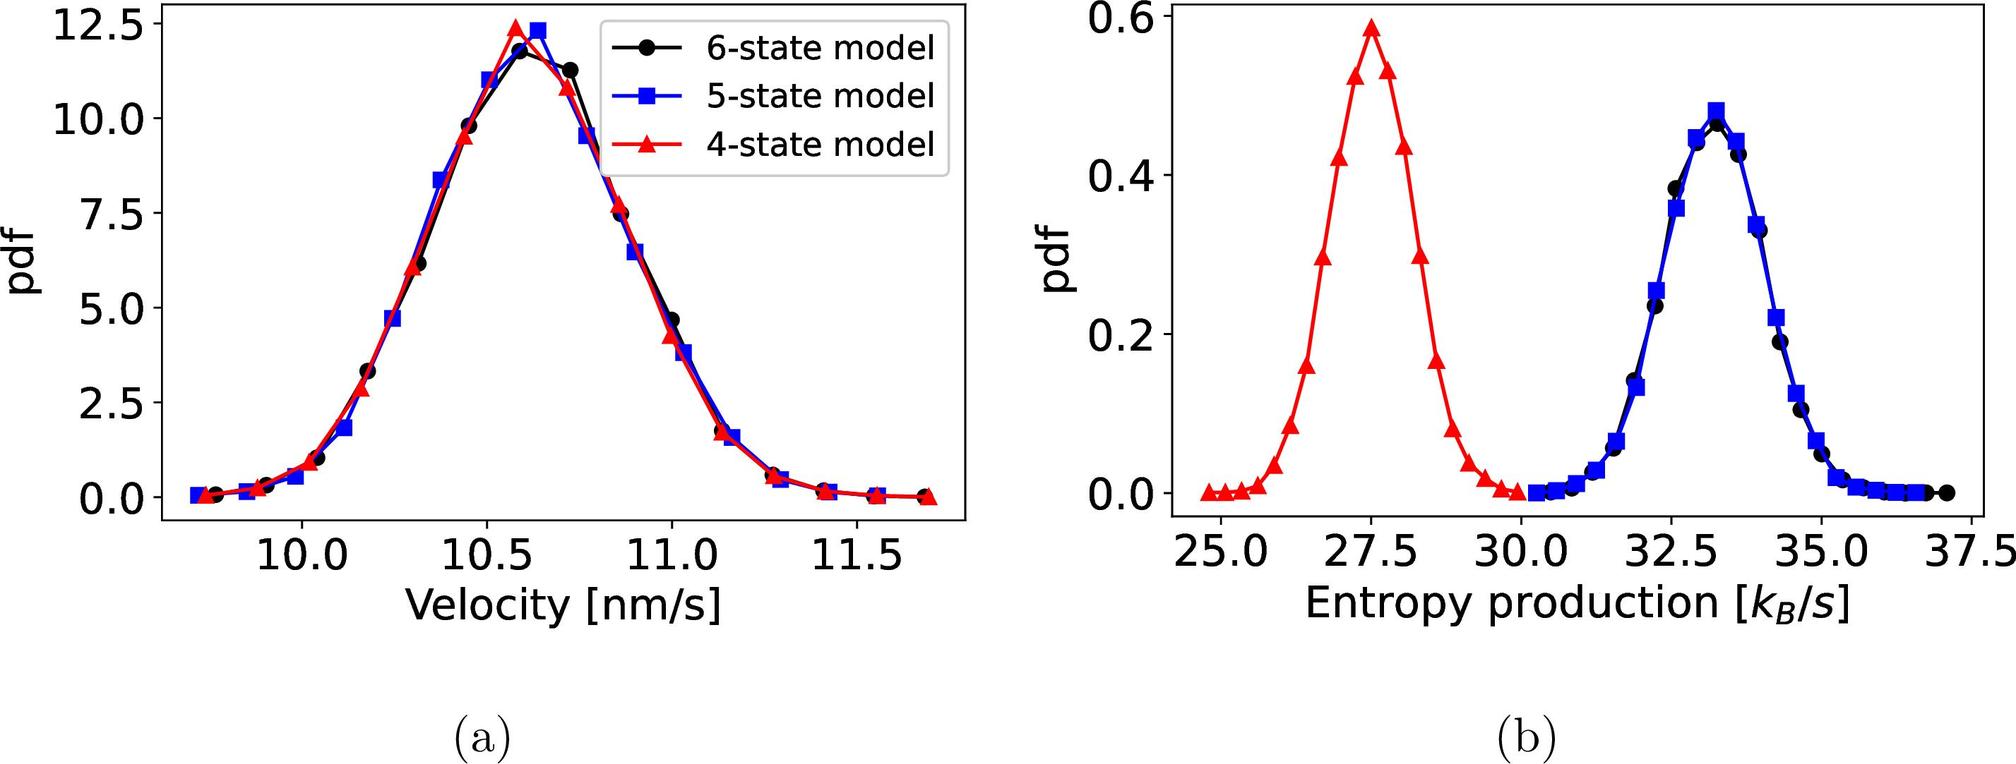 12.5
10.0
7.5
5.0
2.5
0.0
pdf
10.0 10.5 11.0 11.5
Velocity [nm/s]
6-state model
5-state model
4-state model
(a)
0.6
0.4
0.2
0.0
pdf
25.0 27.5 30.0 32.5 35.0 37.5
Entropy production [k_B/s]
(b)